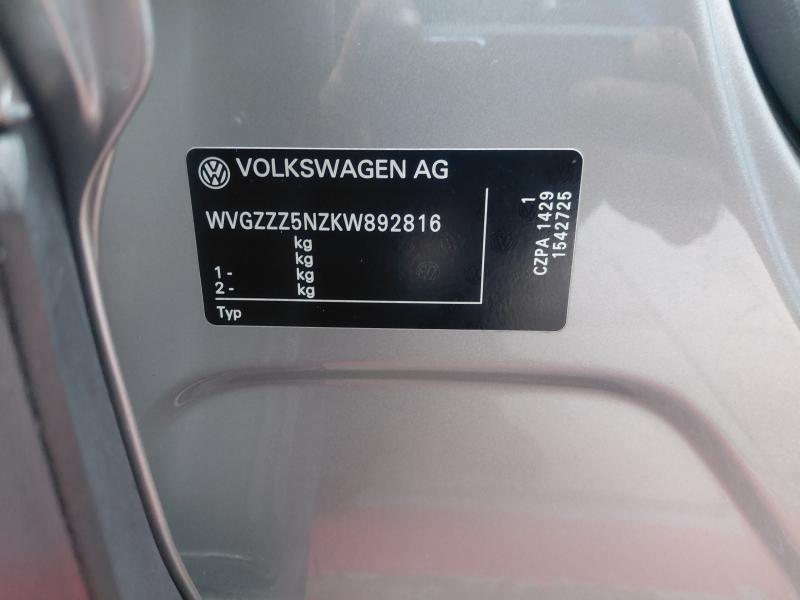 VOLKSWAGEN AG
WVGZZZ5NZKW892816
kg
kg
1 - kg
2 - kg
Typ
1
CZPA 1429
1542725